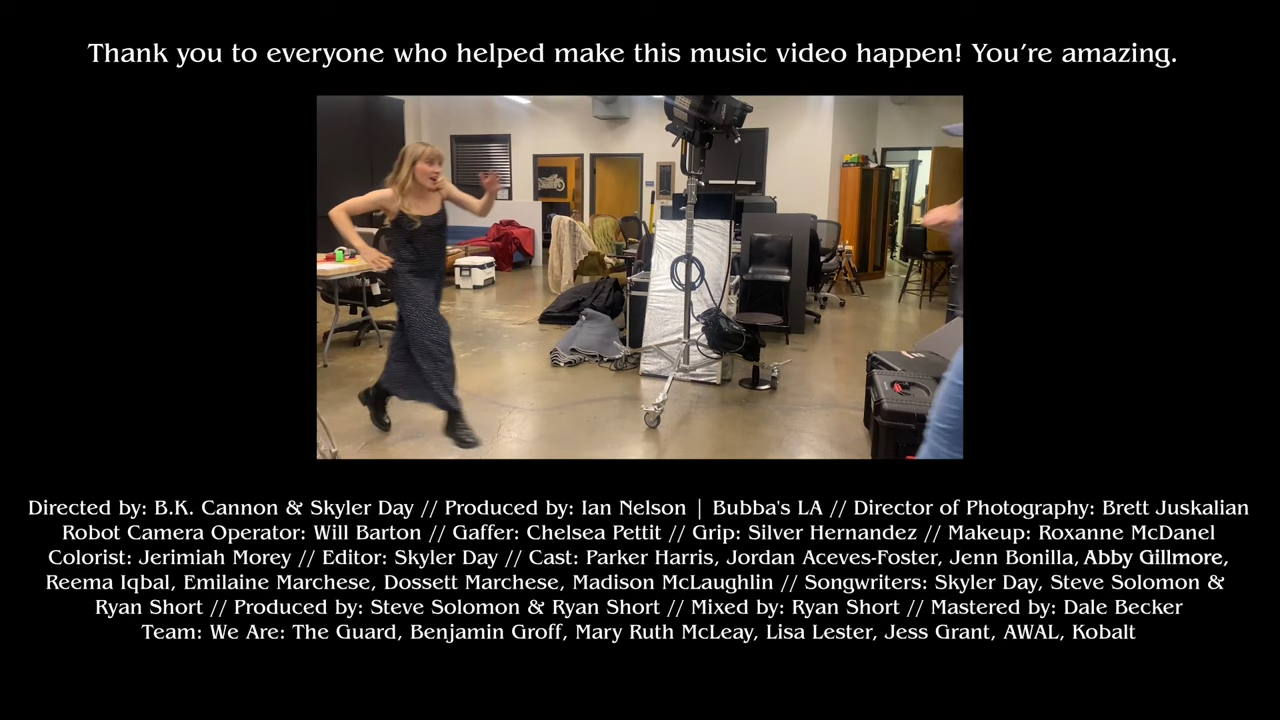 Thank you to everyone who helped make this music video happen! You’re amazing.
Directed by: B.K. Cannon & Skyler Day // Produced by: Ian Nelson | Bubba's LA // Director of Photography: Brett Juskalian
Robot Camera Operator: Will Barton // Gaffer: Chelsea Pettit // Grip: Silver Hernandez // Makeup: Roxanne McDanel
Colorist: Jerimiah Morey // Editor: Skyler Day // Cast: Parker Harris, Jordan Aceves-Foster, Jenn Bonilla, Abby Gillmore,
Reema Iqbal, Emilaine Marchese, Dossett Marchese, Madison McLaughlin // Songwriters: Skyler Day, Steve Solomon &
Ryan Short // Produced by: Steve Solomon & Ryan Short // Mixed by: Ryan Short // Mastered by: Dale Becker
Team: We Are: The Guard, Benjamin Groff, Mary Ruth McLeay, Lisa Lester, Jess Grant, AWAL, Kobalt